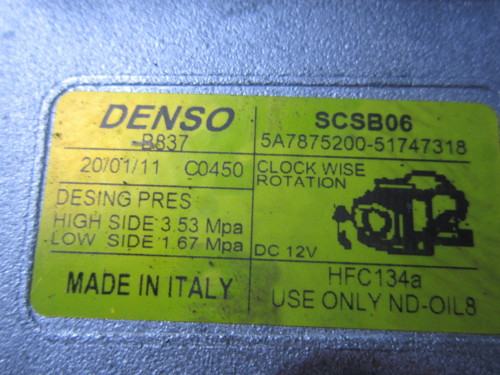 DENSO
B837
20/01/11 C0450
DESING PRES
HIGH SIDE 3.53 Mpa
LOW SIDE 1.67 Mpa
MADE IN ITALY
SCSB06
5A7875200-51747318
CLOCK WISE
ROTATION
DC 12V
HFC134a
USE ONLY ND-OIL8